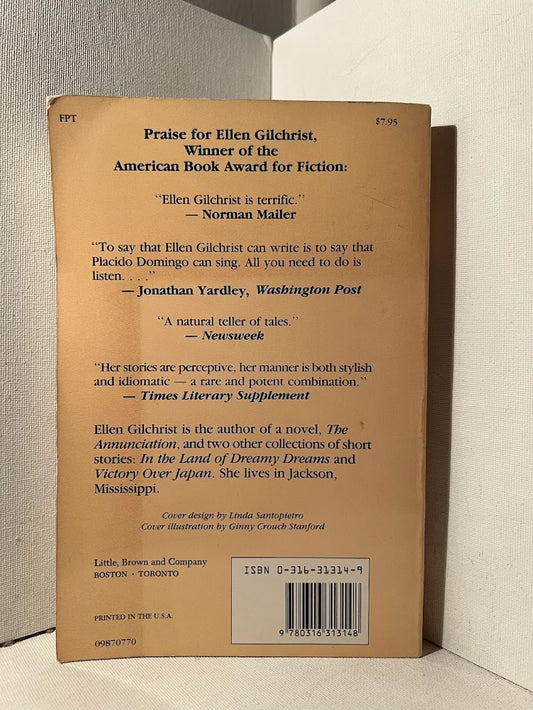 FPT
$7.95
Praise for Ellen Gilchrist,
Winner of the
American Book Award for Fiction:
"Ellen Gilchrist is terrific."
— Norman Mailer
"To say that Ellen Gilchrist can write is to say that
Placido Domingo can sing. All you need to do is
listen. . . ."
— Jonathan Yardley, Washington Post
"A natural teller of tales."
— Newsweek
"Her stories are perceptive, her manner is both stylish
and idiomatic — a rare and potent combination."
— Times Literary Supplement
Ellen Gilchrist is the author of a novel, The
Annunciation, and two other collections of short
stories: In the Land of Dreamy Dreams and
Victory Over Japan. She lives in Jackson,
Mississippi.
Cover design by Linda Santopietro
Cover illustration by Ginny Crouch Stanford
Little, Brown and Company
BOSTON · TORONTO
PRINTED IN THE U.S.A.
09870770
ISBN 0-316-31314-9
9 780316 313148